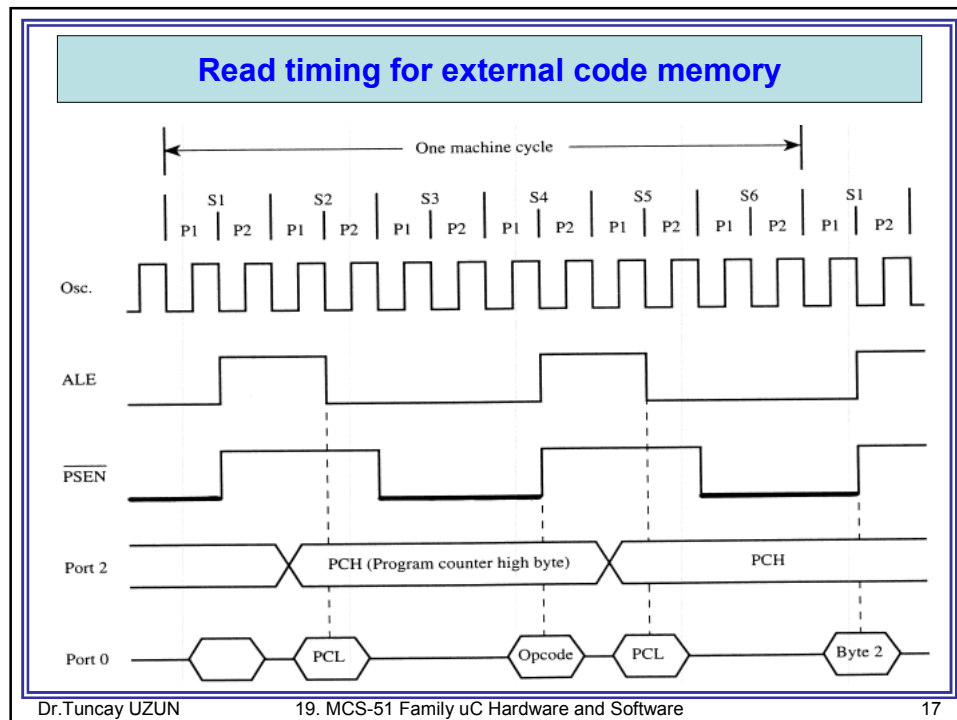 Read timing for external code memory
One machine cycle
S1 S2 S3 S4 S5 S6 S1
P1 P2 P1 P2 P1 P2 P1 P2 P1 P2 P1 P2 P1 P2
Osc.
ALE
PSEN
Port 2 PCH (Program counter high byte) PCH
Port 0 PCL Opcode PCL Byte 2
Dr.Tuncay UZUN 19. MCS-51 Family uC Hardware and Software 17